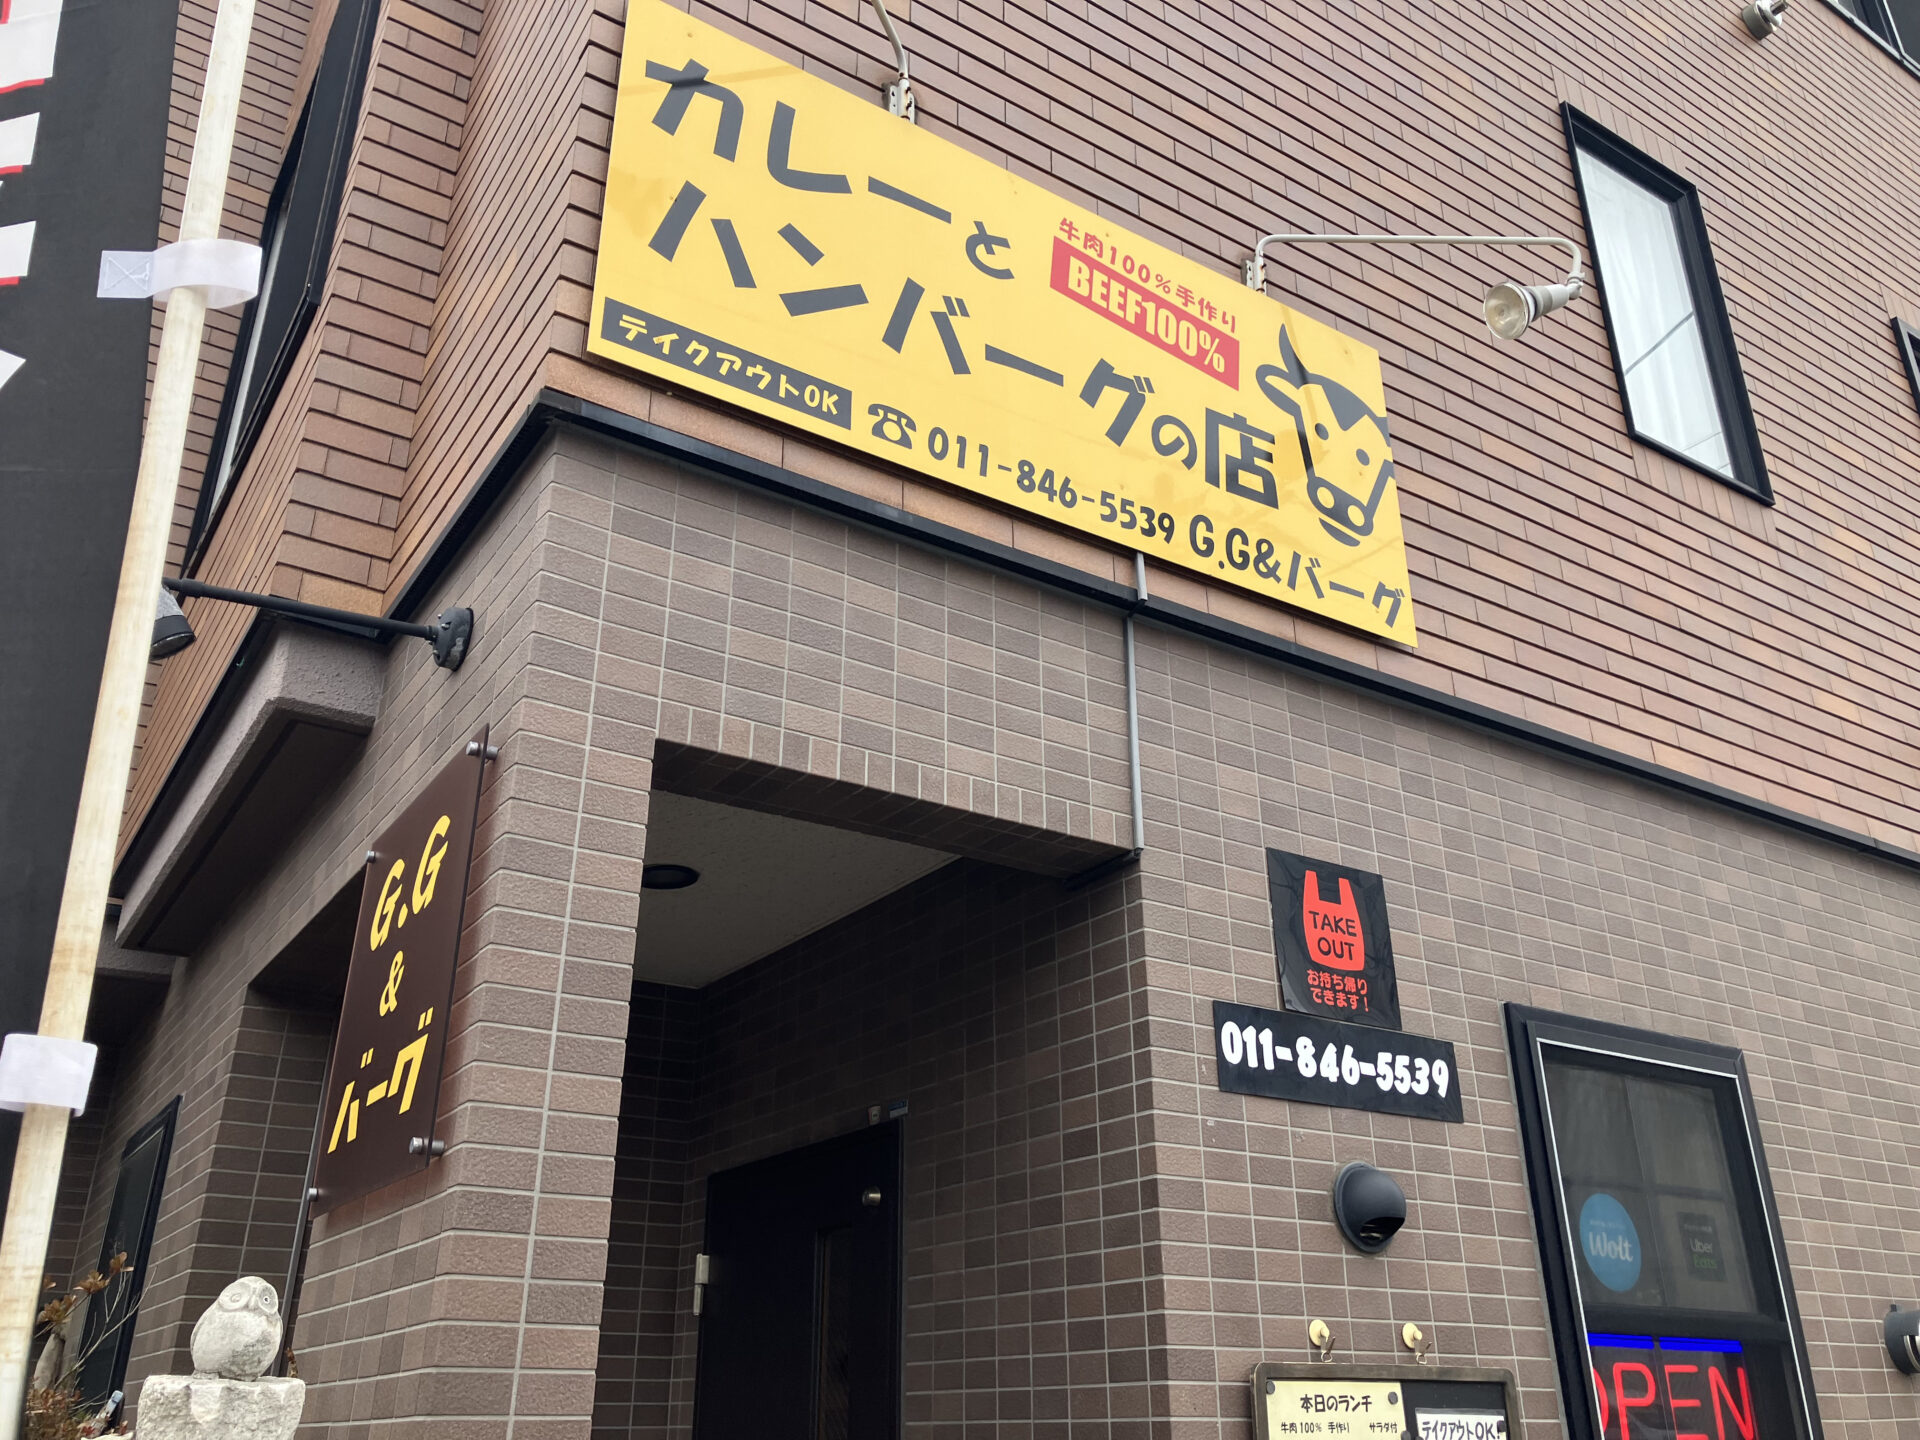 カレーと
ハンバーグの店
牛肉100%手作り
BEEF100%
テイクアウトOK
☎011-846-5539 G.G&バーグ
G.G
&
バーグ
TAKE
OUT
お持ち帰り
できます!
011-846-5539
Wolt
Uber
Eats
OPEN
本日のランチ
牛肉100% 手作り サラダ付
テイクアウトOK!